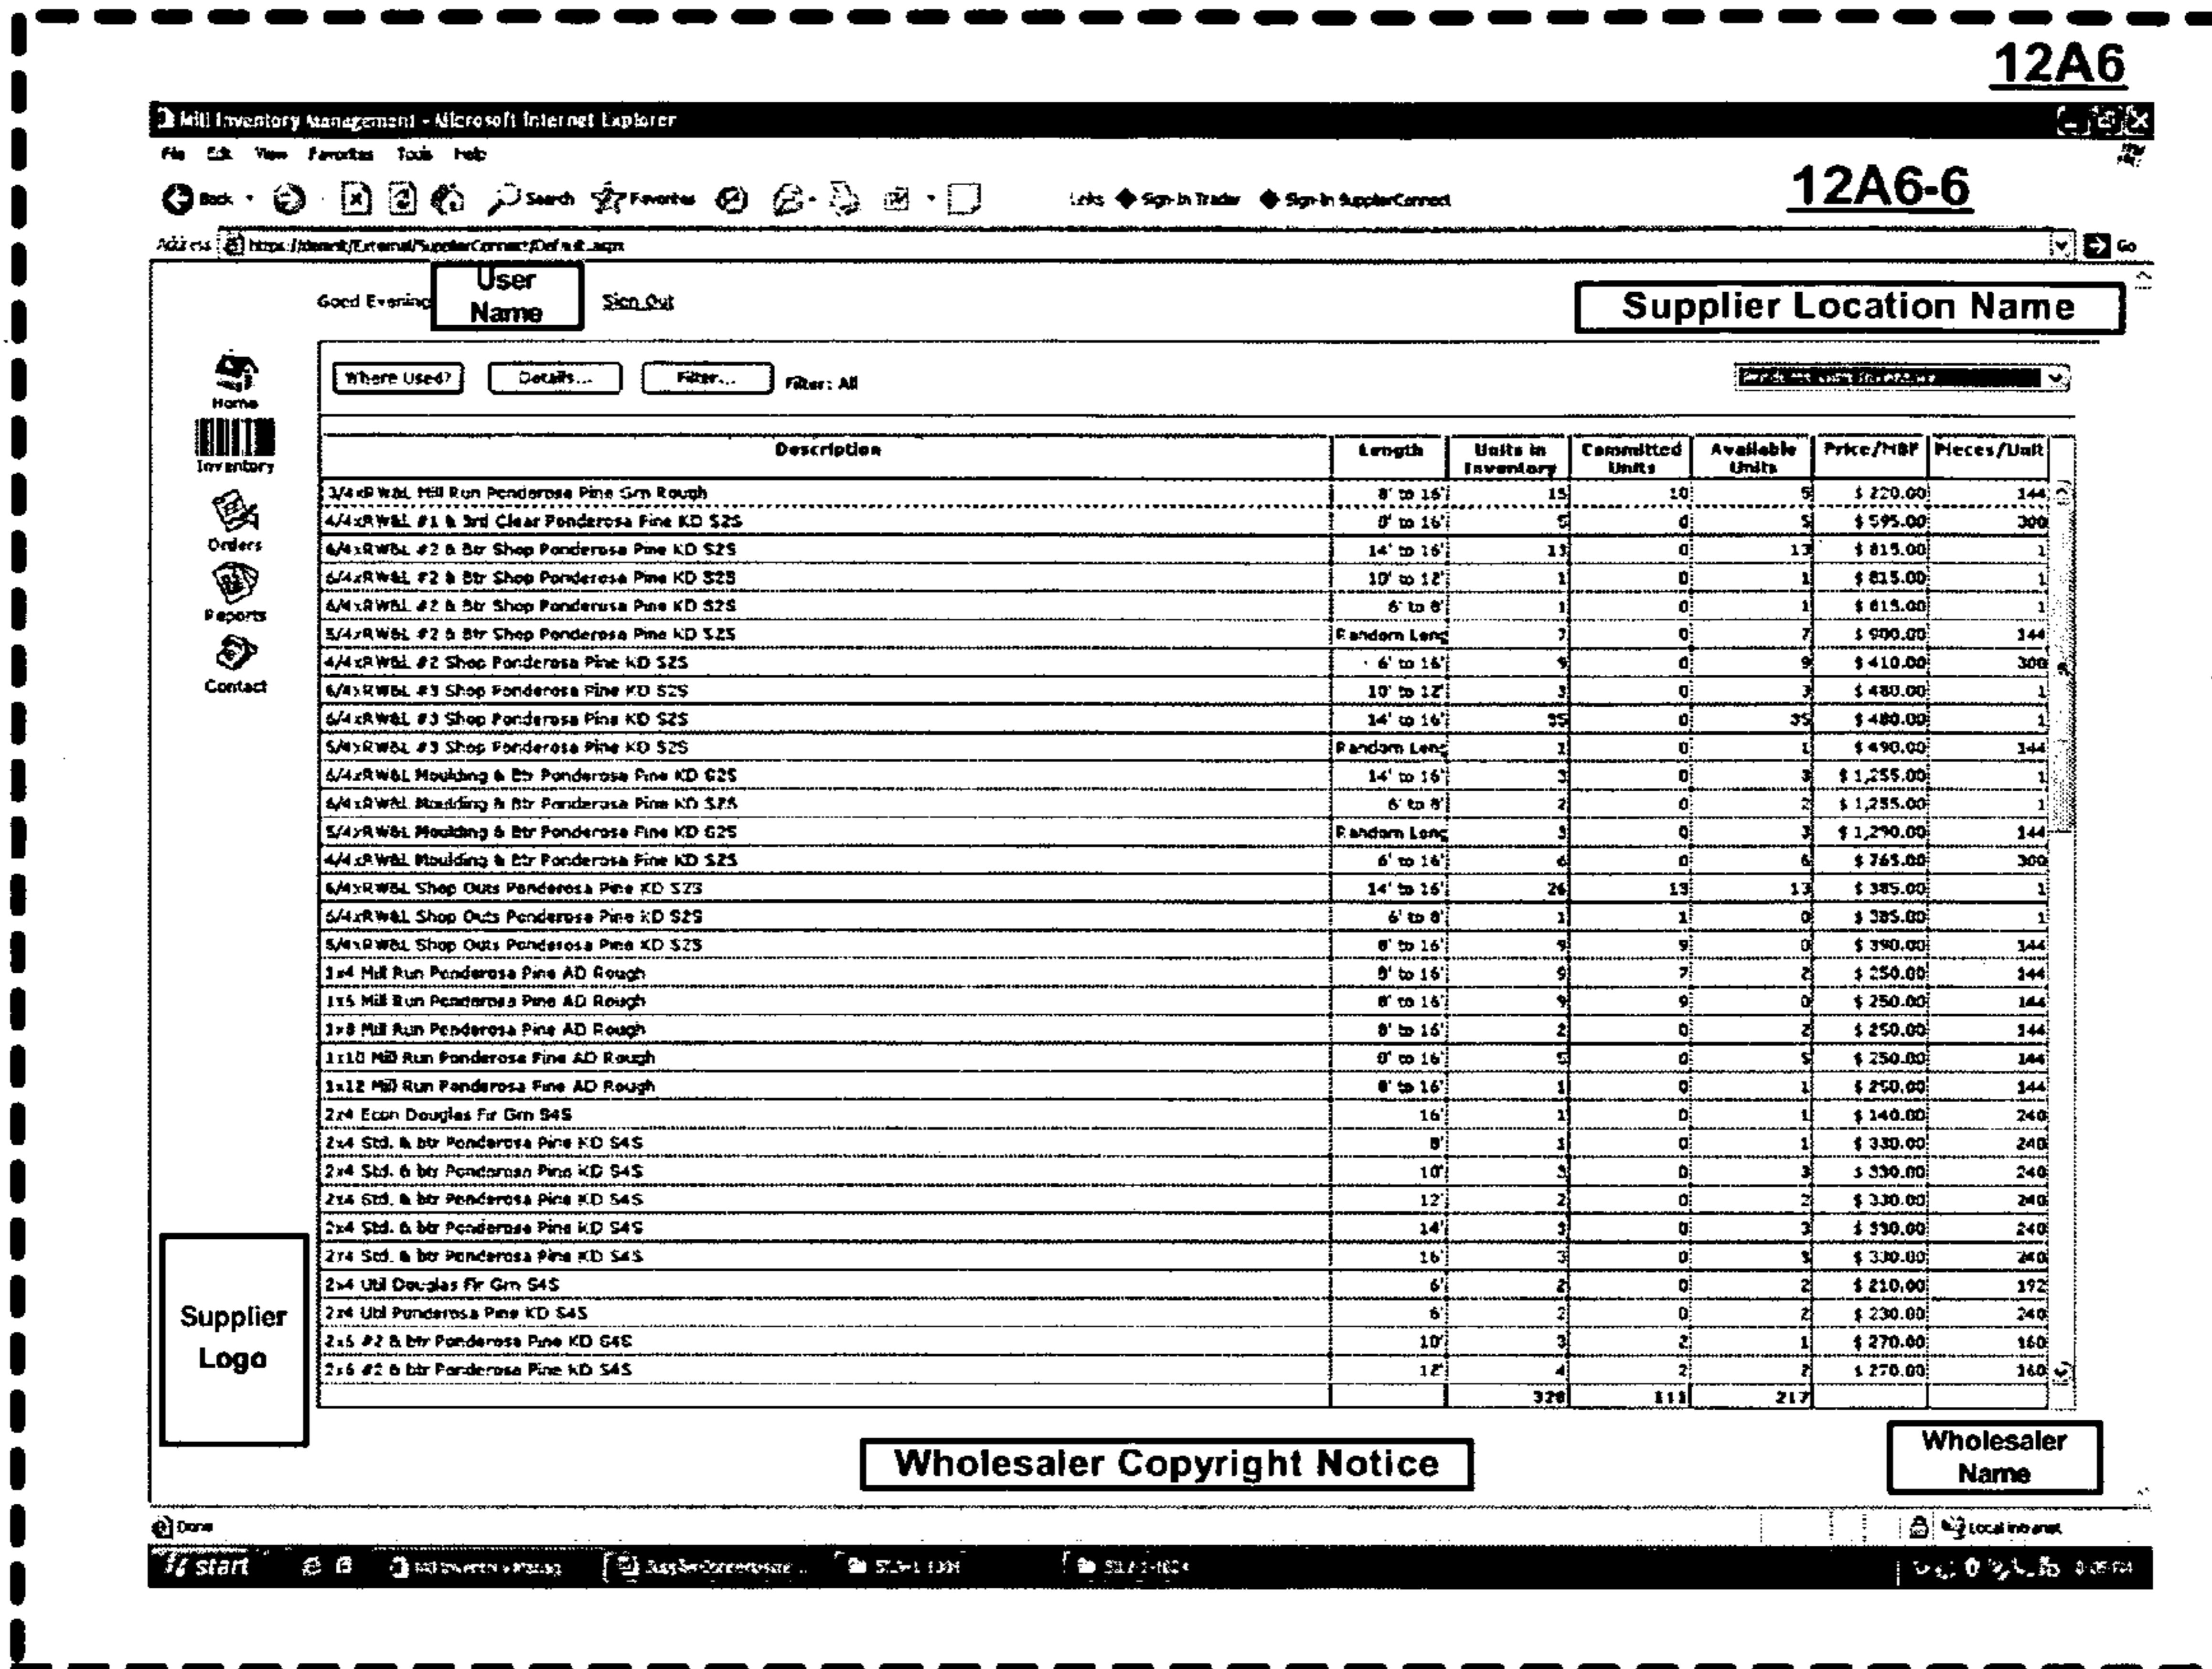 12A6
Mill Inventory Management - Microsoft Internet Explorer
File Edit View Favorites Tools Help
12A6-6
Back Search Favorites Links Sign-In Trader Sign-In SupplierConnect
Address Go
Good Evening User Name Sign Out Supplier Location Name
Where Used? Details... Filter... Filter: All
Home
Inventory
Orders
Reports
Contact
Description Length Units in Inventory Committed Units Available Units Price/MBF Pieces/Unit
3/4xRW&L Mill Run Ponderosa Pine Grn Rough 8' to 16' 15 10 5 $ 220.00 144
4/4xRW&L #1 & 3rd Clear Ponderosa Pine KD S2S 8' to 16' 5 0 5 $ 595.00 300
6/4xRW&L #2 & Btr Shop Ponderosa Pine KD S2S 14' to 16' 13 0 13 $ 815.00 1
6/4xRW&L #2 & Btr Shop Ponderosa Pine KD S2S 10' to 12' 1 0 1 $ 815.00 1
6/4xRW&L #2 & Btr Shop Ponderosa Pine KD S2S 6' to 8' 1 0 1 $ 815.00 1
5/4xRW&L #2 & Btr Shop Ponderosa Pine KD S2S Random Leng 7 0 7 $ 900.00 144
4/4xRW&L #2 Shop Ponderosa Pine KD S2S 6' to 16' 9 0 9 $ 410.00 300
6/4xRW&L #3 Shop Ponderosa Pine KD S2S 10' to 12' 3 0 3 $ 480.00 1
6/4xRW&L #3 Shop Ponderosa Pine KD S2S 14' to 16' 35 0 35 $ 480.00 1
5/4xRW&L #3 Shop Ponderosa Pine KD S2S Random Leng 1 0 1 $ 490.00 144
6/4xRW&L Moulding & Btr Ponderosa Pine KD S2S 14' to 16' 3 0 3 $ 1,255.00 1
6/4xRW&L Moulding & Btr Ponderosa Pine KD S2S 6' to 8' 2 0 2 $ 1,255.00 1
5/4xRW&L Moulding & Btr Ponderosa Pine KD S2S Random Leng 3 0 3 $ 1,290.00 144
4/4xRW&L Moulding & Btr Ponderosa Pine KD S2S 6' to 16' 6 0 6 $ 765.00 300
6/4xRW&L Shop Outs Ponderosa Pine KD S2S 14' to 16' 26 13 13 $ 385.00 1
6/4xRW&L Shop Outs Ponderosa Pine KD S2S 6' to 8' 1 1 0 $ 385.00 1
5/4xRW&L Shop Outs Ponderosa Pine KD S2S 8' to 16' 9 9 0 $ 390.00 144
1x4 Mill Run Ponderosa Pine AD Rough 8' to 16' 9 7 2 $ 250.00 144
1x6 Mill Run Ponderosa Pine AD Rough 8' to 16' 9 9 0 $ 250.00 144
1x8 Mill Run Ponderosa Pine AD Rough 8' to 16' 2 0 2 $ 250.00 144
1x10 Mill Run Ponderosa Pine AD Rough 8' to 16' 5 0 5 $ 250.00 144
1x12 Mill Run Ponderosa Pine AD Rough 8' to 16' 1 0 1 $ 250.00 144
2x4 Econ Douglas Fir Grn S4S 16' 1 0 1 $ 140.00 240
2x4 Std. & btr Ponderosa Pine KD S4S 8' 1 0 1 $ 330.00 240
2x4 Std. & btr Ponderosa Pine KD S4S 10' 3 0 3 $ 330.00 240
2x4 Std. & btr Ponderosa Pine KD S4S 12' 2 0 2 $ 330.00 240
2x4 Std. & btr Ponderosa Pine KD S4S 14' 3 0 3 $ 330.00 240
2x4 Std. & btr Ponderosa Pine KD S4S 16' 3 0 3 $ 330.00 240
2x4 Util Douglas Fir Grn S4S 6' 2 0 2 $ 210.00 192
2x4 Util Ponderosa Pine KD S4S 6' 2 0 2 $ 230.00 240
2x6 #2 & btr Ponderosa Pine KD S4S 10' 3 2 1 $ 270.00 160
2x6 #2 & btr Ponderosa Pine KD S4S 12' 4 2 2 $ 270.00 160
328 111 217
Supplier Logo
Wholesaler Copyright Notice
Wholesaler Name
Done Local intranet
start